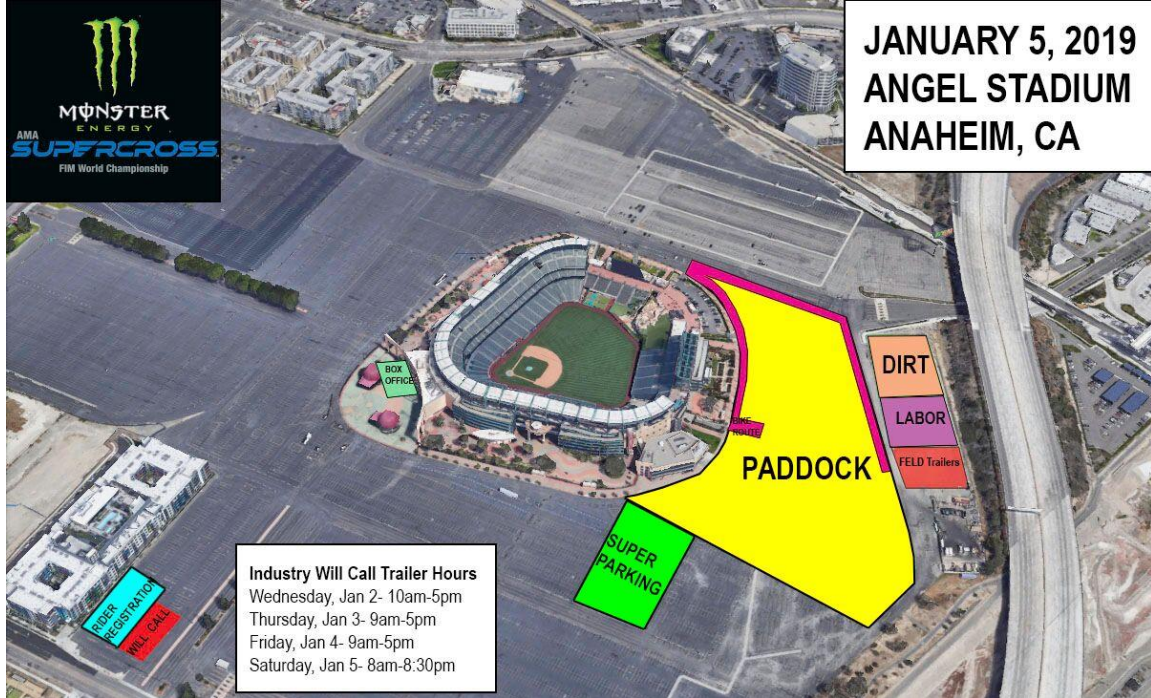 MONSTER
ENERGY
AMA
SUPERCROSS
FIM World Championship
JANUARY 5, 2019
ANGEL STADIUM
ANAHEIM, CA
BOX
OFFICE
DIRT
LABOR
FELD Trailers
BIKE
ROUTE
PADDOCK
SUPER
PARKING
RIDER
REGISTRATION
WILL CALL
Industry Will Call Trailer Hours
Wednesday, Jan 2- 10am-5pm
Thursday, Jan 3- 9am-5pm
Friday, Jan 4- 9am-5pm
Saturday, Jan 5- 8am-8:30pm